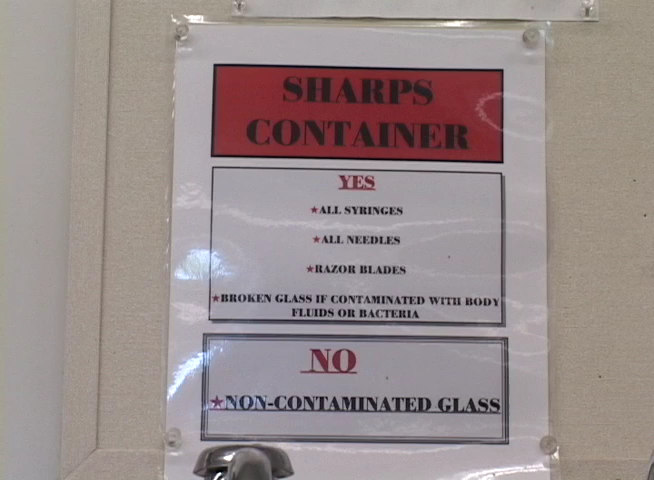 SHARPS
CONTAINER
YES
★ALL SYRINGES
★ALL NEEDLES
★RAZOR BLADES
★BROKEN GLASS IF CONTAMINATED WITH BODY
FLUIDS OR BACTERIA
NO
★NON-CONTAMINATED GLASS